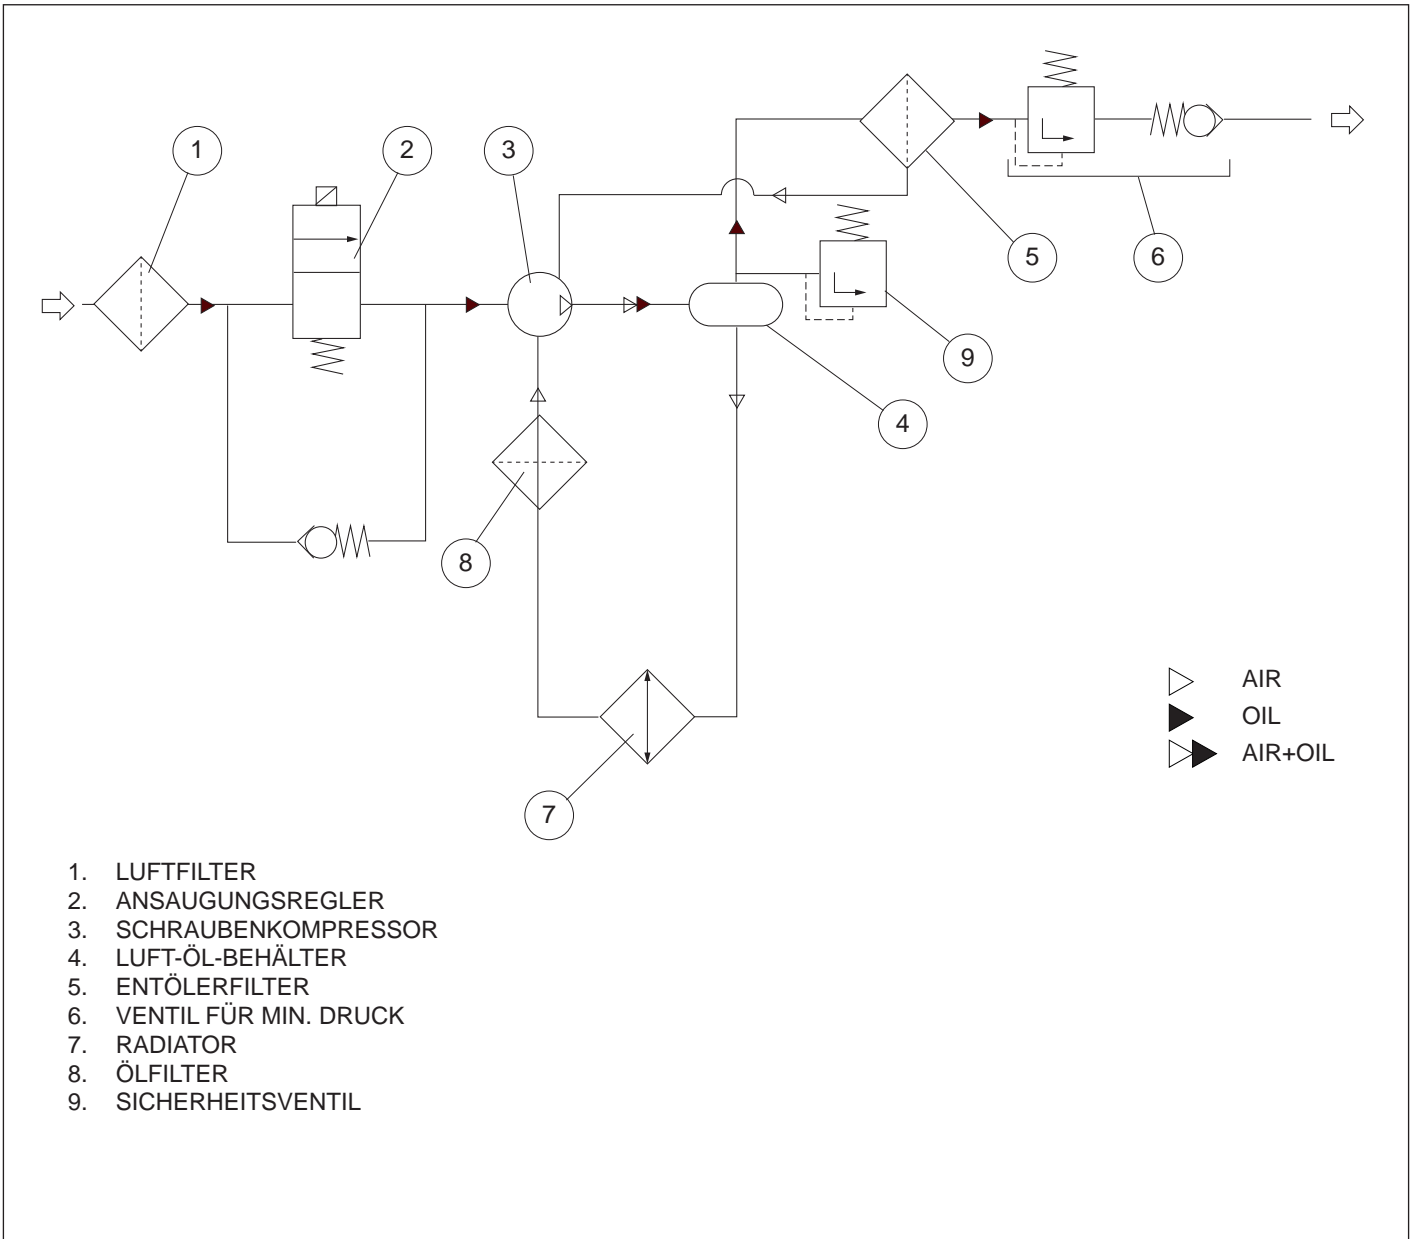 1
2
3
5
6
9
4
8
7
AIR
OIL
AIR+OIL
1. LUFTFILTER
2. ANSAUGUNGSREGLER
3. SCHRAUBENKOMPRESSOR
4. LUFT-ÖL-BEHÄLTER
5. ENTÖLERFILTER
6. VENTIL FÜR MIN. DRUCK
7. RADIATOR
8. ÖLFILTER
9. SICHERHEITSVENTIL